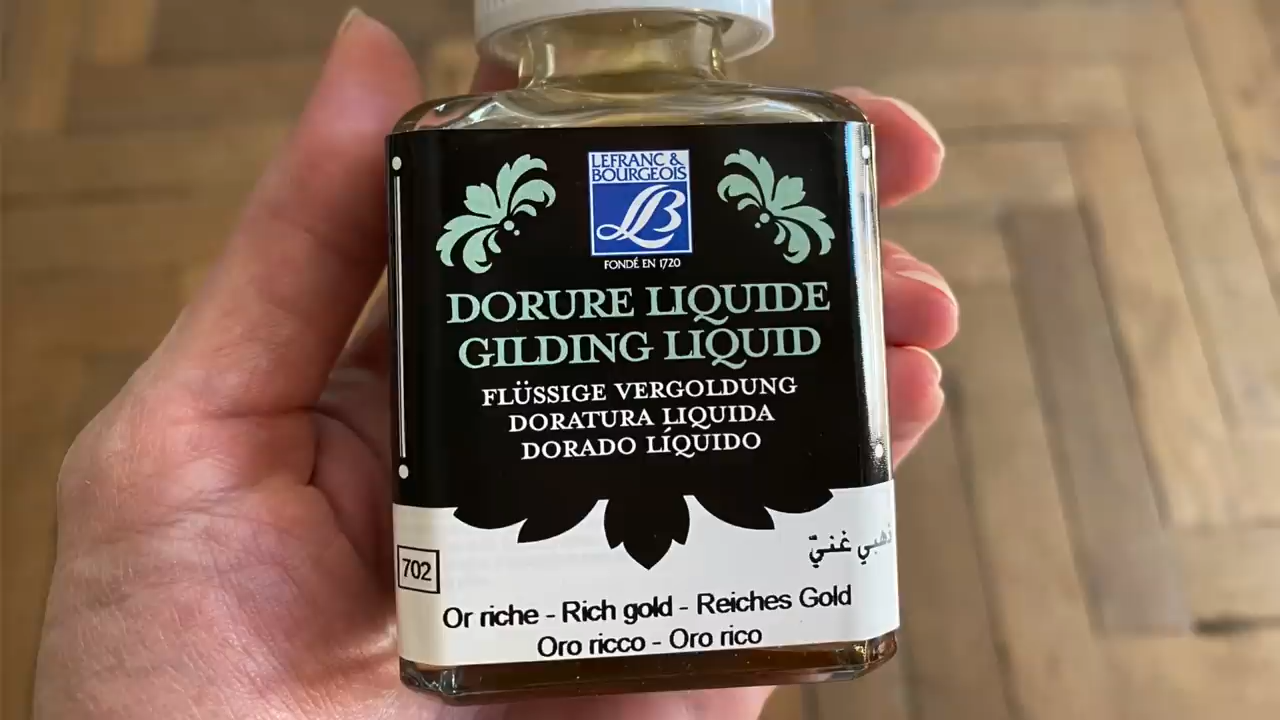 LEFRANC &
BOURGEOIS
LB
FONDÉ EN 1720
DORURE LIQUIDE
GILDING LIQUID
FLÜSSIGE VERGOLDUNG
DORATURA LIQUIDA
DORADO LÍQUIDO
ذهبي غنيّ
702
Or riche - Rich gold - Reiches Gold
Oro ricco - Oro rico